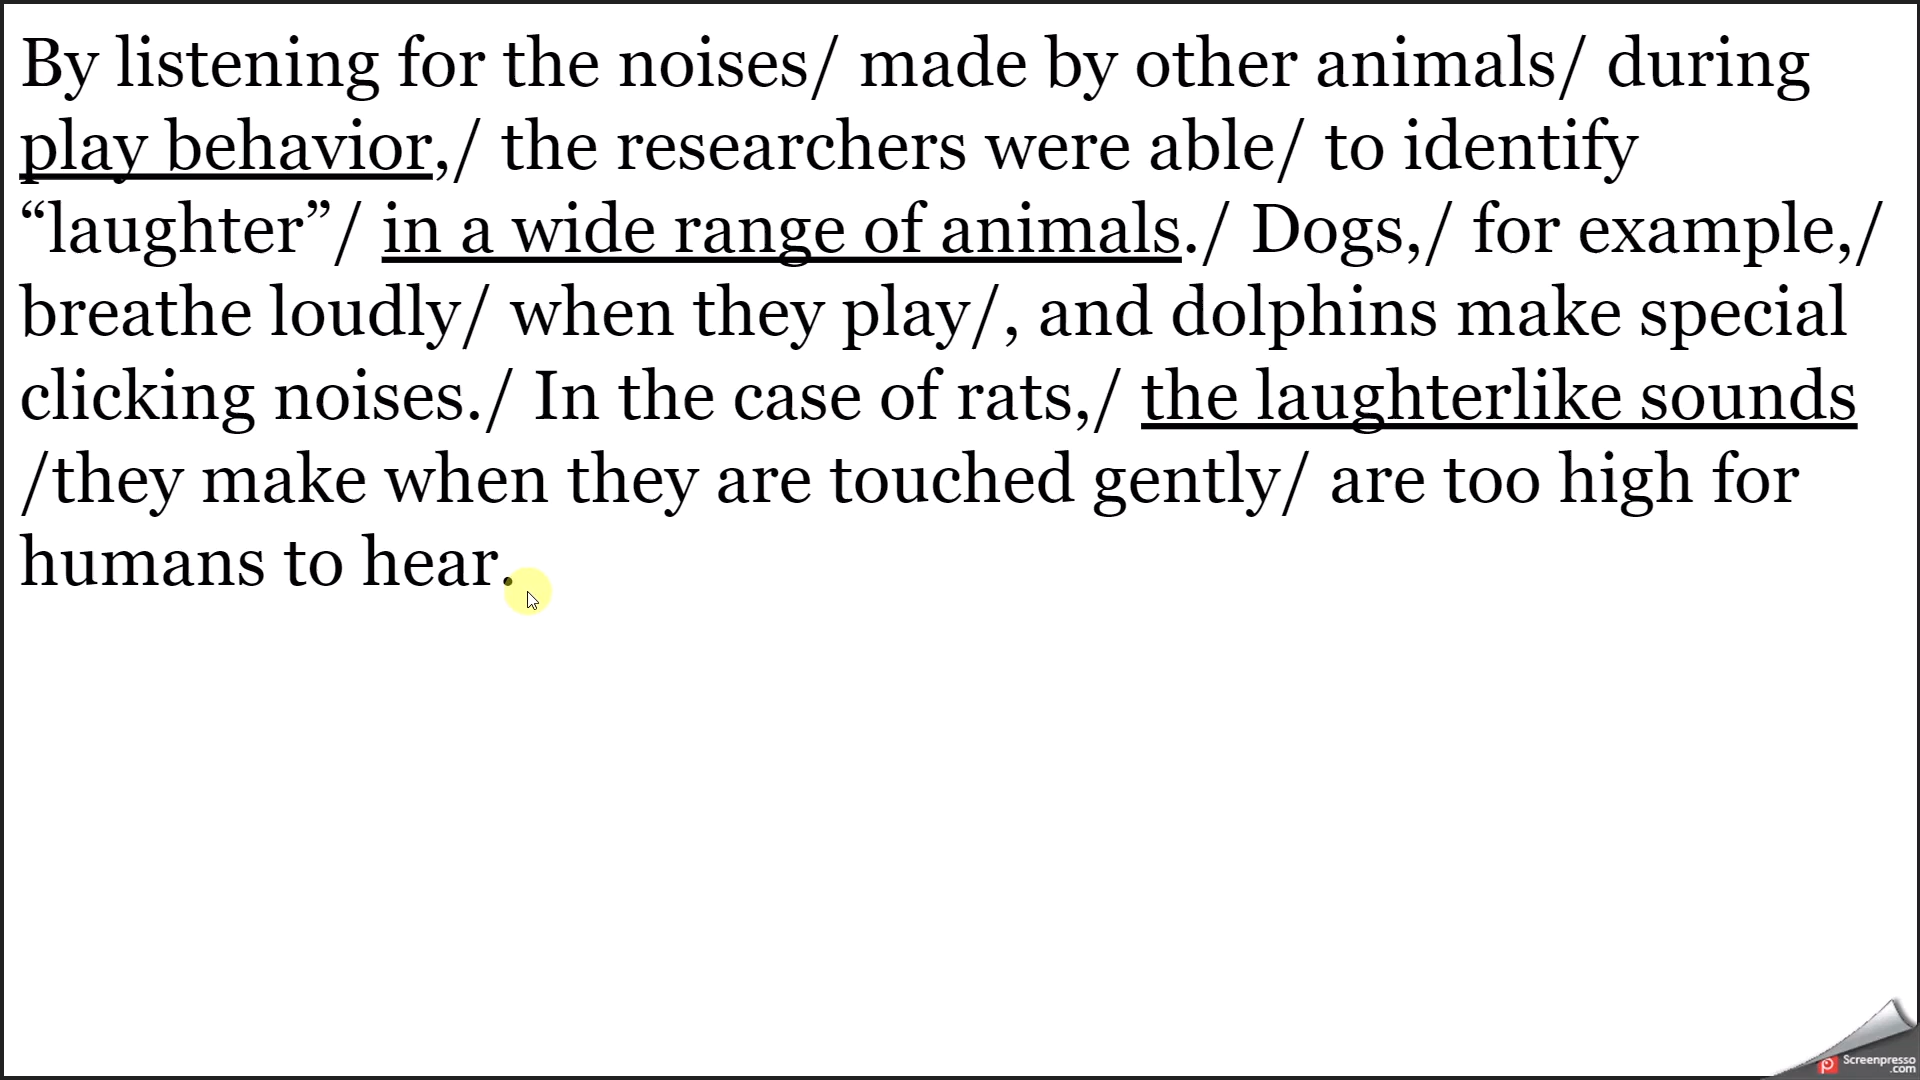 By listening for the noises/ made by other animals/ during
play behavior,/ the researchers were able/ to identify
“laughter”/ in a wide range of animals./ Dogs,/ for example,/
breathe loudly/ when they play/, and dolphins make special
clicking noises./ In the case of rats,/ the laughterlike sounds
/they make when they are touched gently/ are too high for
humans to hear.
Screenpresso
.com